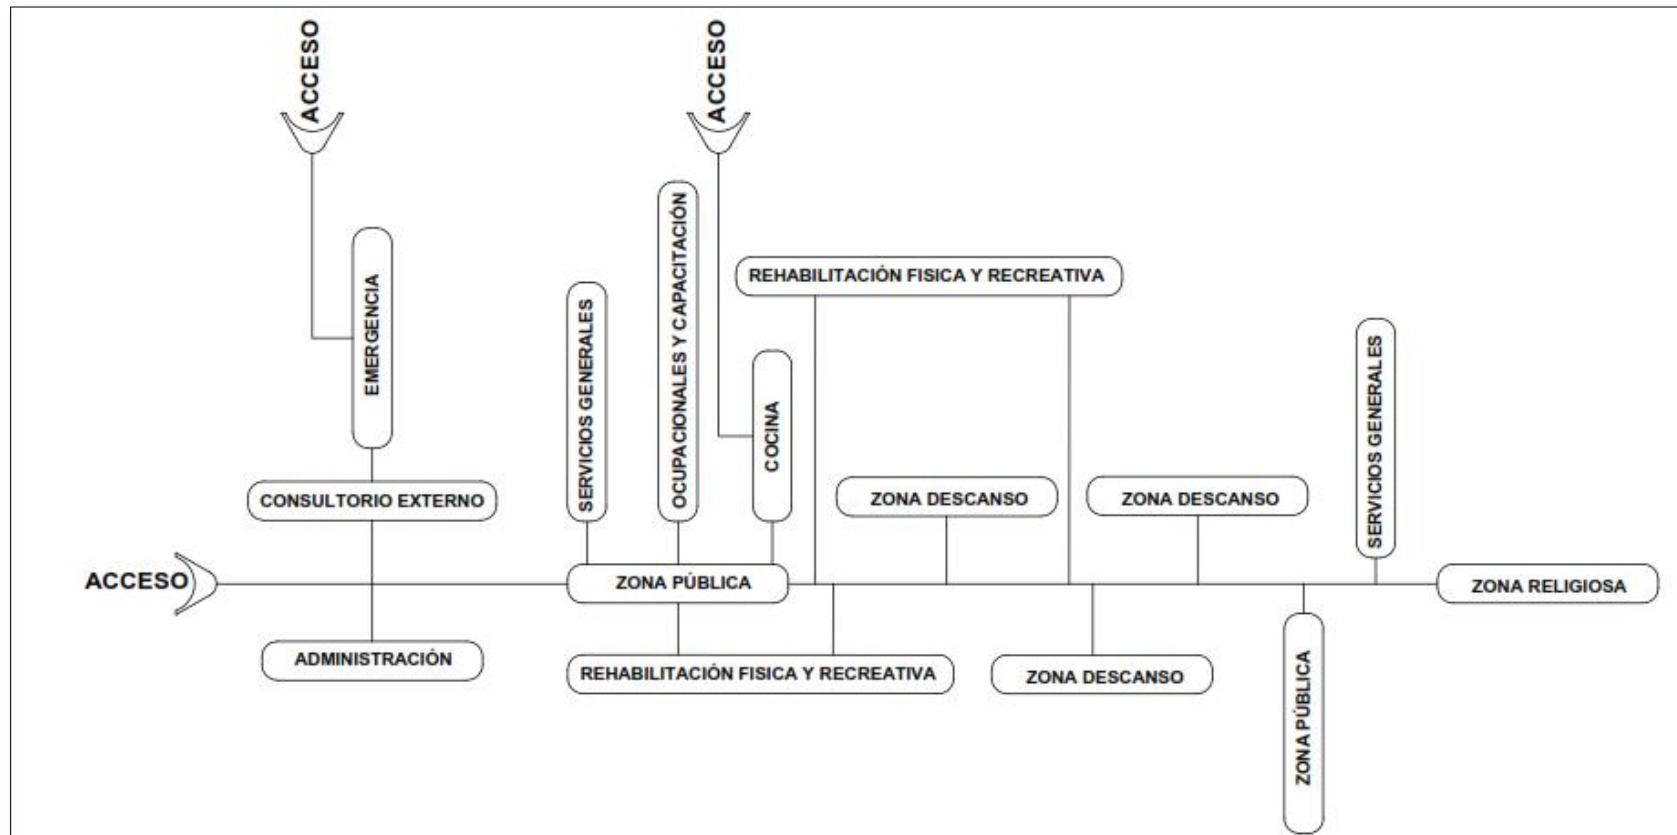 ACCESO
ACCESO
EMERGENCIA
SERVICIOS GENERALES
OCUPACIONALES Y CAPACITACIÓN
COCINA
REHABILITACIÓN FISICA Y RECREATIVA
SERVICIOS GENERALES
CONSULTORIO EXTERNO
ZONA DESCANSO
ZONA DESCANSO
ACCESO
ZONA PÚBLICA
ZONA RELIGIOSA
ADMINISTRACIÓN
REHABILITACIÓN FISICA Y RECREATIVA
ZONA DESCANSO
ZONA PÚBLICA